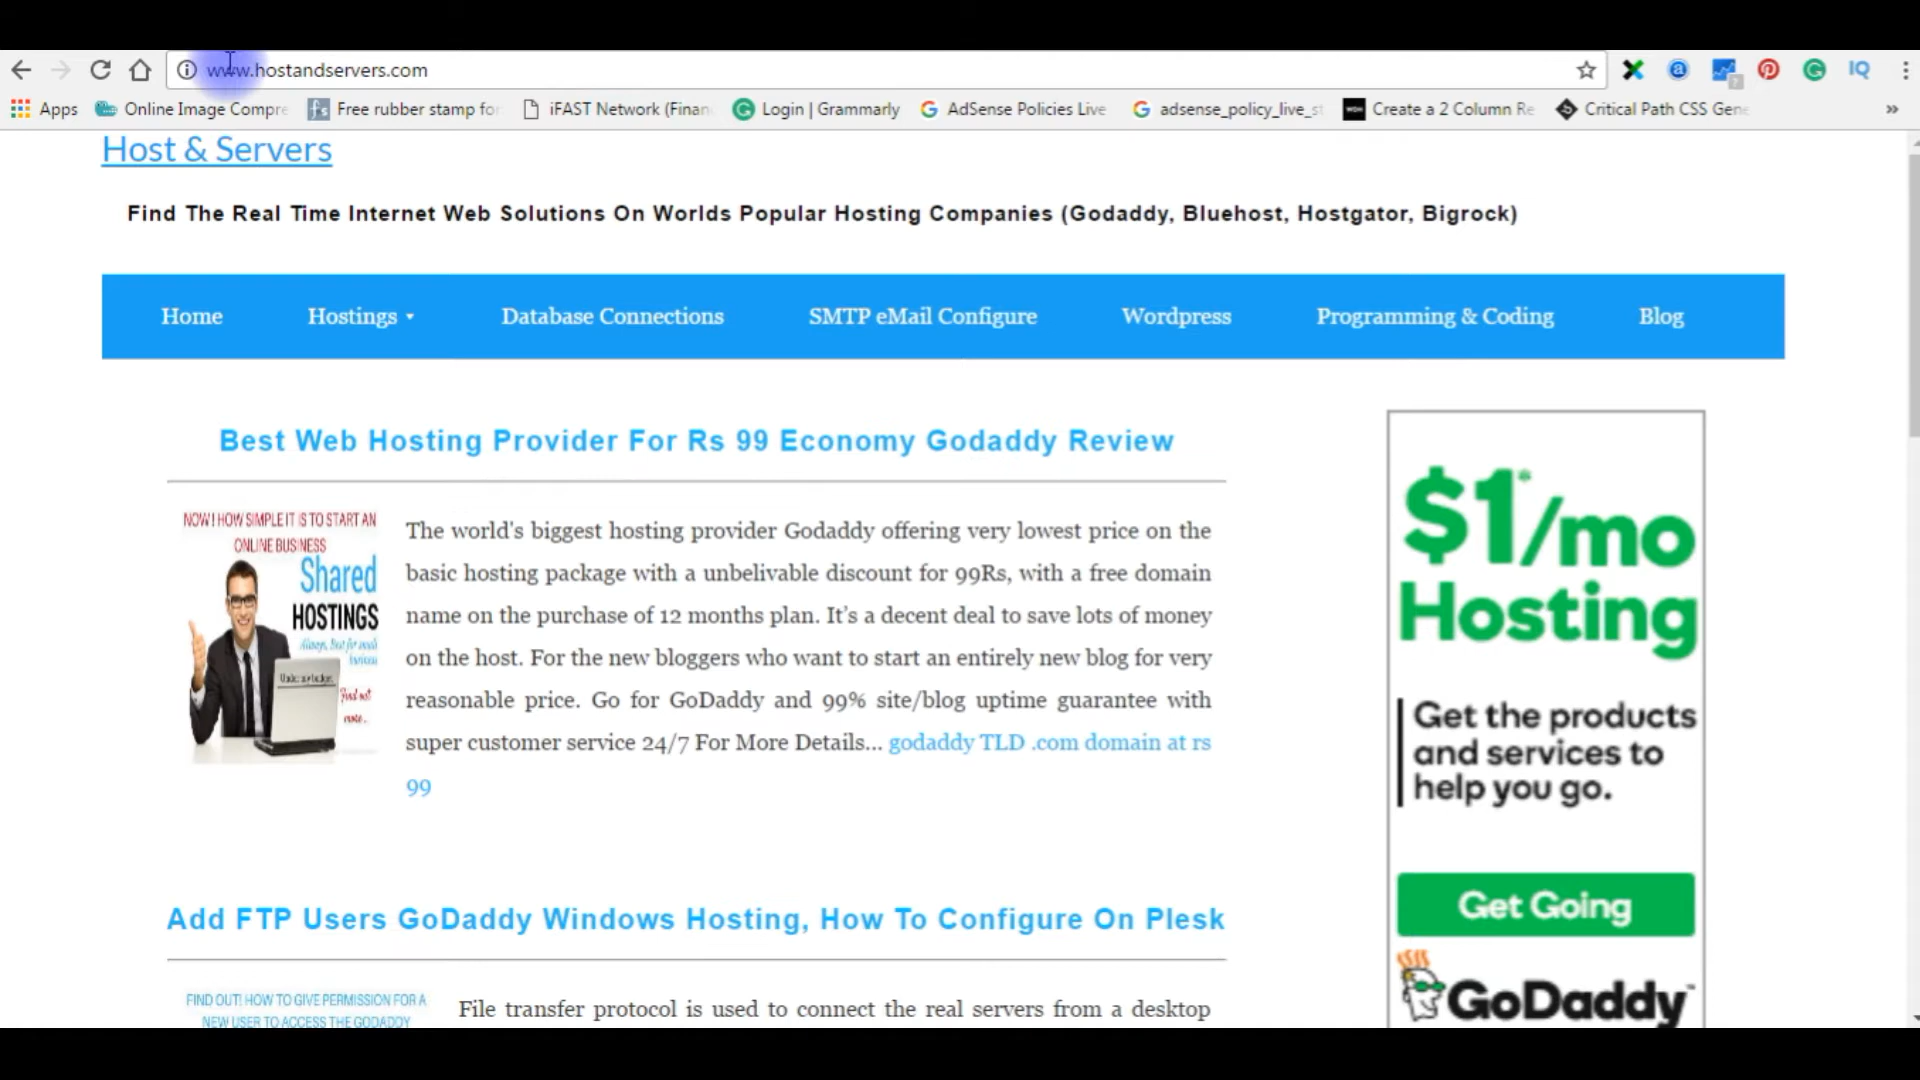 www.hostandservers.com
Apps Online Image Compre Free rubber stamp for iFAST Network (Finan Login | Grammarly AdSense Policies Live adsense_policy_live_st Create a 2 Column Re Critical Path CSS Gene »
Host & Servers
Find The Real Time Internet Web Solutions On Worlds Popular Hosting Companies (Godaddy, Bluehost, Hostgator, Bigrock)
Home Hostings Database Connections SMTP eMail Configure Wordpress Programming & Coding Blog
Best Web Hosting Provider For Rs 99 Economy Godaddy Review
NOW! HOW SIMPLE IT IS TO START AN
ONLINE BUSINESS
Shared
HOSTINGS
Always, Best for small
business
Under my budget
Find out
more..
The world's biggest hosting provider Godaddy offering very lowest price on the
basic hosting package with a unbelivable discount for 99Rs, with a free domain
name on the purchase of 12 months plan. It's a decent deal to save lots of money
on the host. For the new bloggers who want to start an entirely new blog for very
reasonable price. Go for GoDaddy and 99% site/blog uptime guarantee with
super customer service 24/7 For More Details... godaddy TLD .com domain at rs
99
$1*/mo
Hosting
Get the products
and services to
help you go.
Get Going
GoDaddy™
Add FTP Users GoDaddy Windows Hosting, How To Configure On Plesk
FIND OUT! HOW TO GIVE PERMISSION FOR A
NEW USER TO ACCESS THE GODADDY
File transfer protocol is used to connect the real servers from a desktop